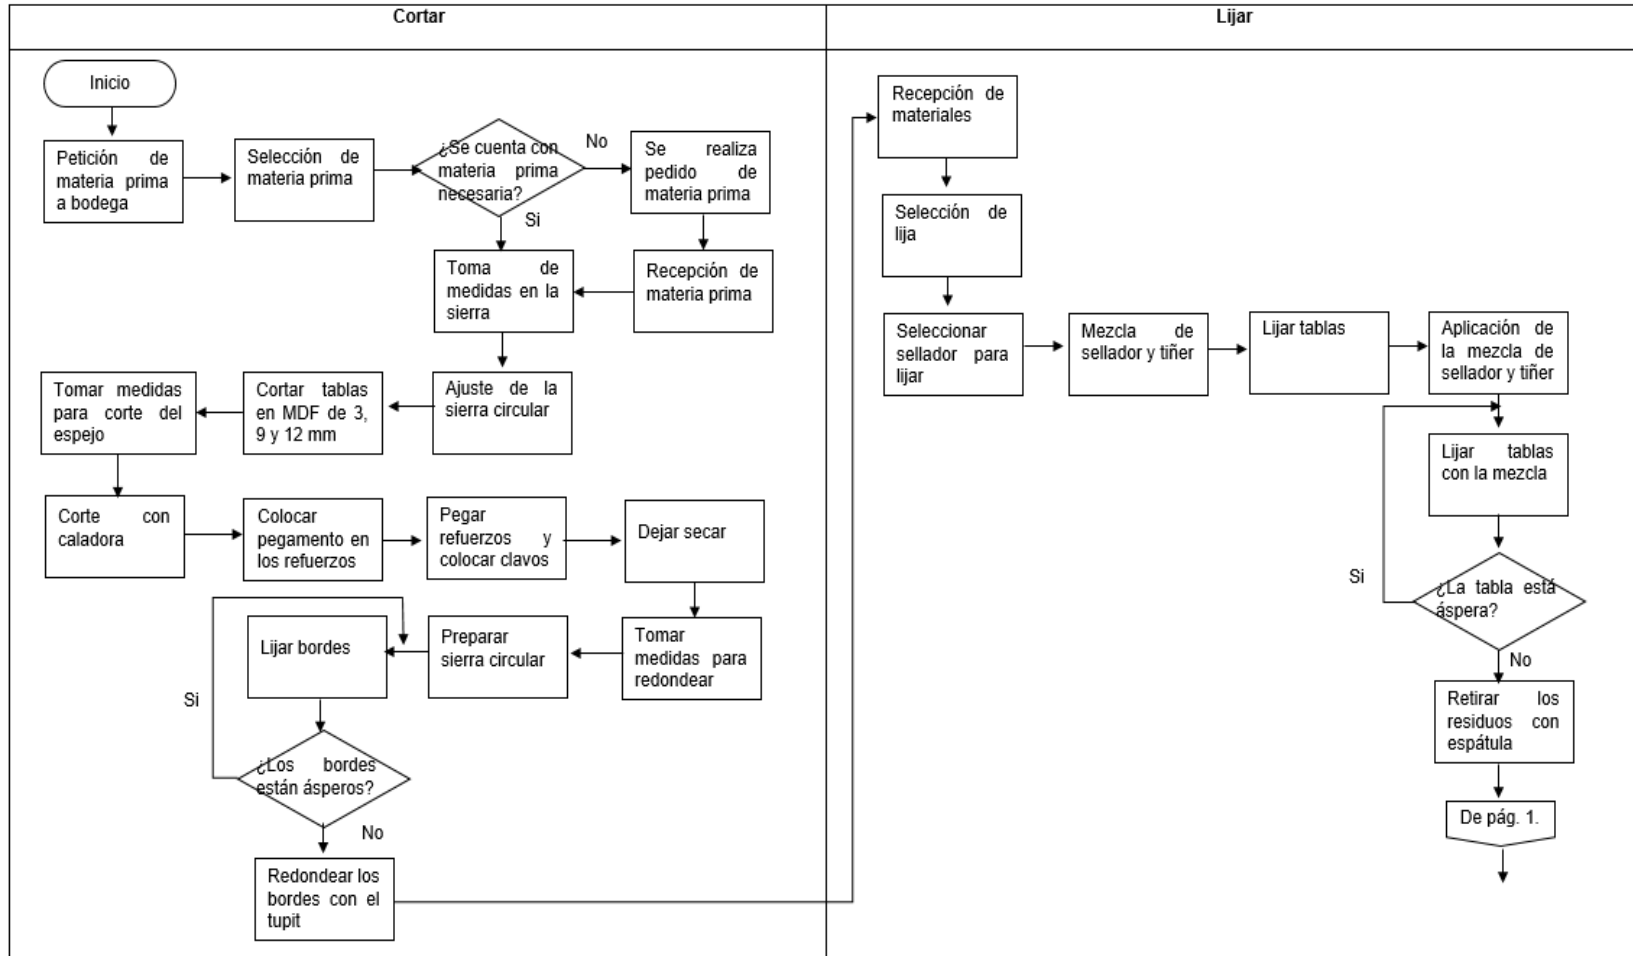 Cortar
Lijar
Inicio
Petición de
materia prima
a bodega
Selección de
materia prima
¿Se cuenta con
materia prima
necesaria?
No
Si
Se realiza
pedido de
materia prima
Recepción de
materia prima
Toma de
medidas en la
sierra
Ajuste de la
sierra circular
Cortar tablas
en MDF de 3,
9 y 12 mm
Tomar medidas
para corte del
espejo
Corte con
caladora
Colocar
pegamento en
los refuerzos
Pegar
refuerzos y
colocar clavos
Dejar secar
Tomar
medidas para
redondear
Preparar
sierra circular
Lijar bordes
Si
¿Los bordes
están ásperos?
No
Redondear los
bordes con el
tupit
Recepción de
materiales
Selección de
lija
Seleccionar
sellador para
lijar
Mezcla de
sellador y tiñer
Lijar tablas
Aplicación de
la mezcla de
sellador y tiñer
Lijar tablas
con la mezcla
Si
¿La tabla está
áspera?
No
Retirar los
residuos con
espátula
De pág. 1.